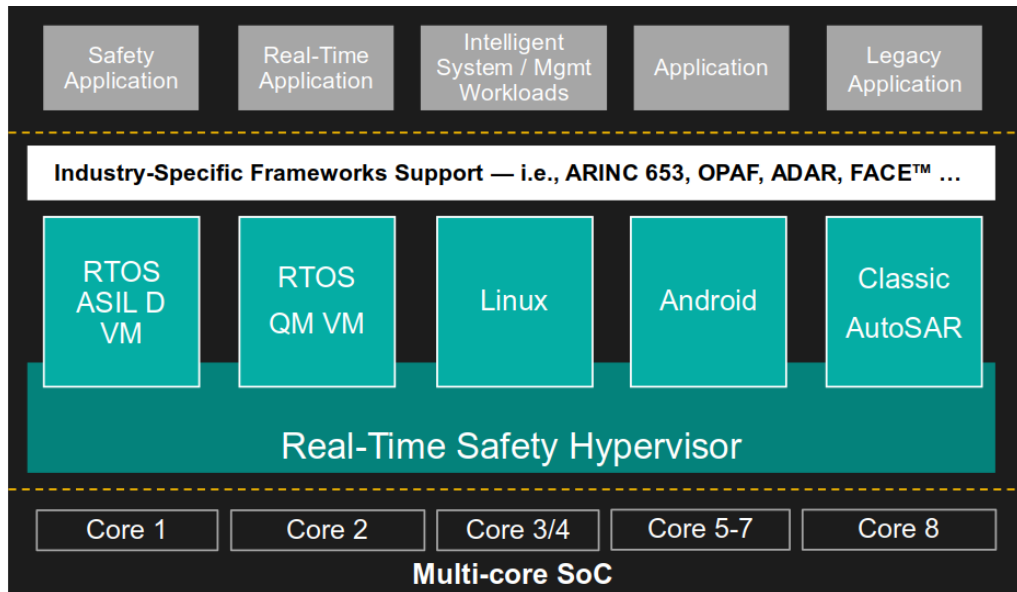 Safety
Application
Real-Time
Application
Intelligent
System / Mgmt
Workloads
Application
Legacy
Application
Industry-Specific Frameworks Support — i.e., ARINC 653, OPAF, ADAR, FACE™ ...
RTOS
ASIL D
VM
RTOS
QM VM
Linux
Android
Classic
AutoSAR
Real-Time Safety Hypervisor
Core 1
Core 2
Core 3/4
Core 5-7
Core 8
Multi-core SoC